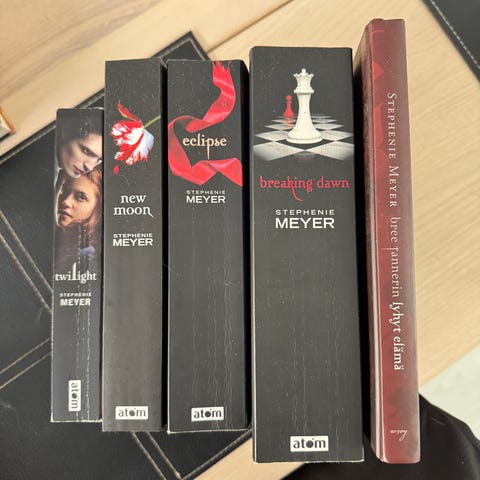 twilight
STEPHENIE
MEYER
atom
new
moon
STEPHENIE
MEYER
atom
eclipse
STEPHENIE
MEYER
atom
breaking dawn
STEPHENIE
MEYER
atom
STEPHENIE MEYER bree tannerin lyhyt elämä